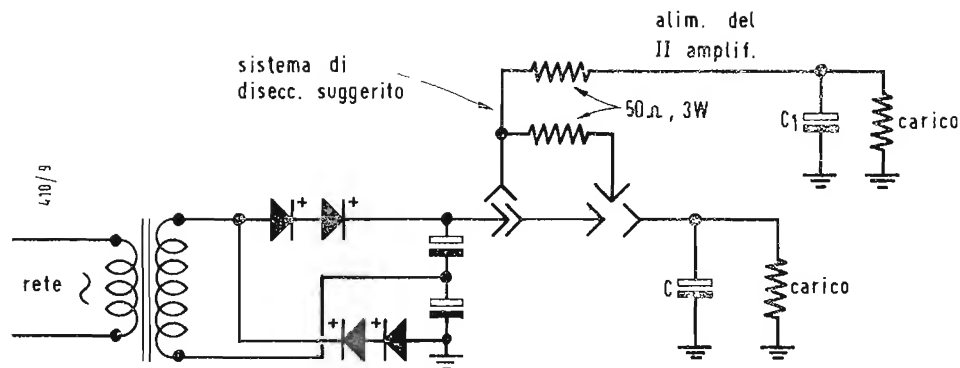 alim. del
II amplif.
sistema di
disecc. suggerito
50Ω, 3W
C1
carico
410/9
+
+
rete
~
+
+
C
carico